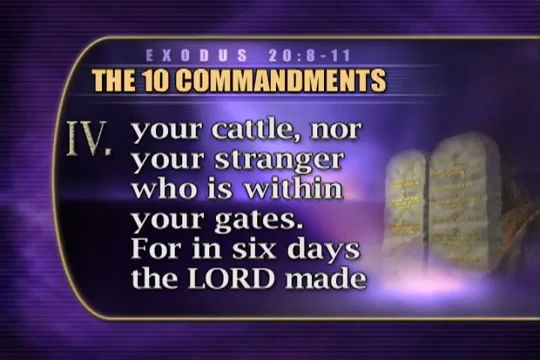 EXODUS 20:8-11
THE 10 COMMANDMENTS
IV. your cattle, nor
your stranger
who is within
your gates.
For in six days
the LORD made